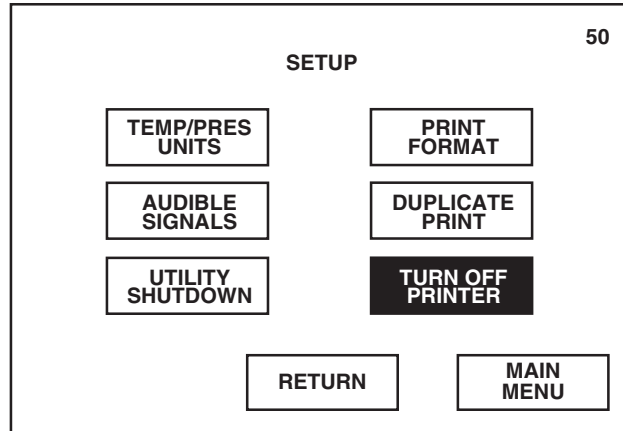 50
SETUP
TEMP/PRES
UNITS
PRINT
FORMAT
AUDIBLE
SIGNALS
DUPLICATE
PRINT
UTILITY
SHUTDOWN
TURN OFF
PRINTER
RETURN
MAIN
MENU